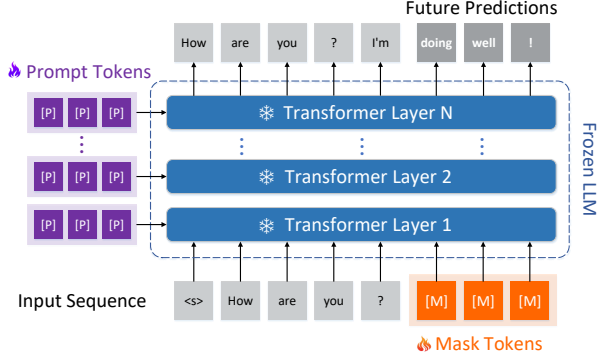 Future Predictions
How are you ? I'm doing well !
Prompt Tokens
[P] [P] [P] Transformer Layer N
[P] [P] [P] Transformer Layer 2
[P] [P] [P] Transformer Layer 1
Frozen LLM
Input Sequence <s> How are you ? [M] [M] [M]
Mask Tokens